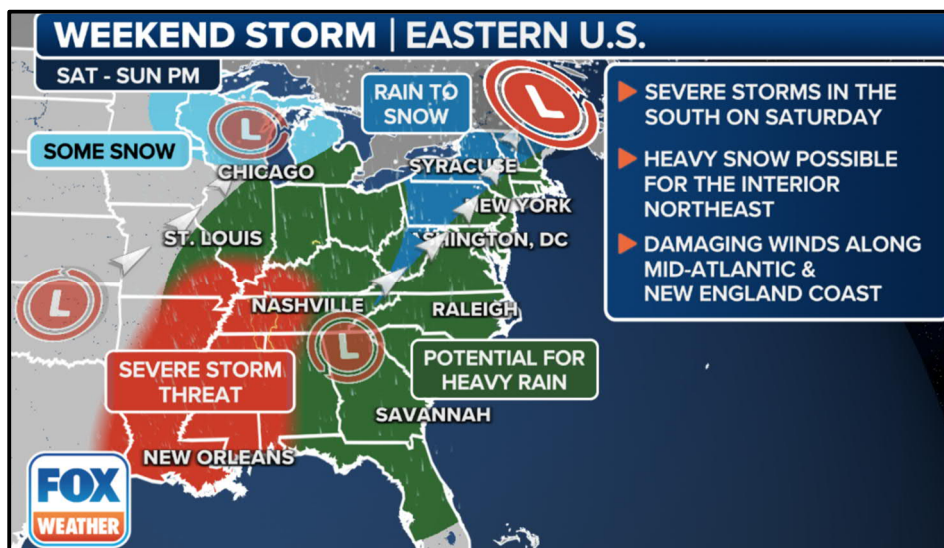 WEEKEND STORM | EASTERN U.S.
SAT - SUN PM
RAIN TO
SNOW
L
L
SOME SNOW
CHICAGO
SYRACUSE
NEW YORK
ST. LOUIS
ASHINGTON, DC
L
NASHVILLE
RALEIGH
L
SEVERE STORM
THREAT
POTENTIAL FOR
HEAVY RAIN
SAVANNAH
NEW ORLEANS
SEVERE STORMS IN THE
SOUTH ON SATURDAY
HEAVY SNOW POSSIBLE
FOR THE INTERIOR
NORTHEAST
DAMAGING WINDS ALONG
MID-ATLANTIC &
NEW ENGLAND COAST
FOX
WEATHER